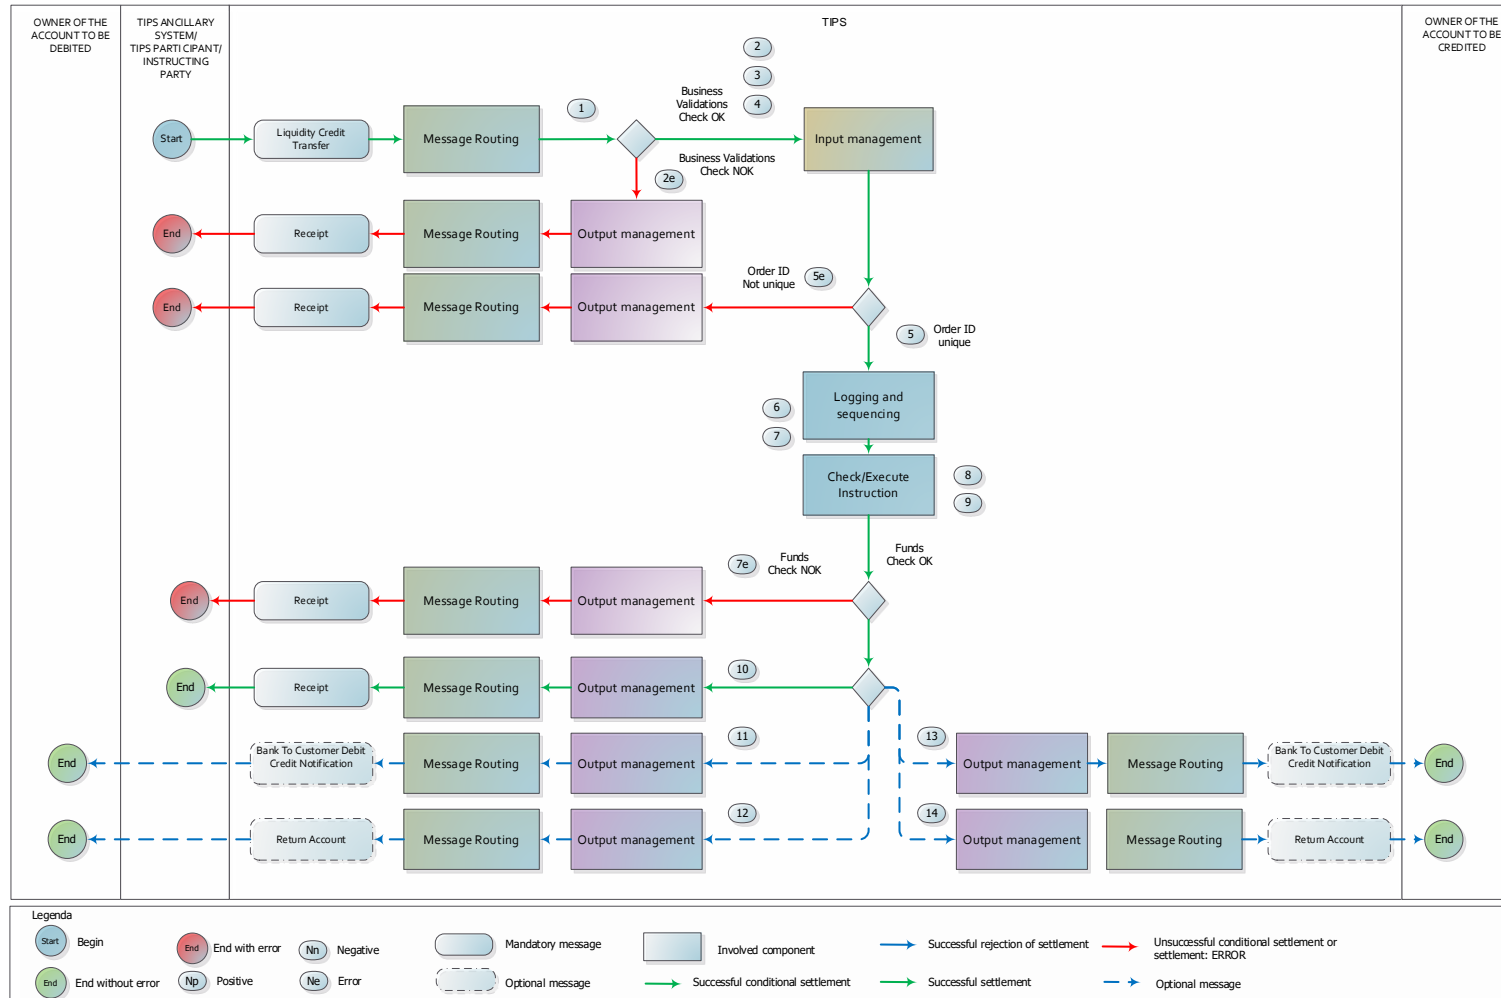 OWNER OF THE
ACCOUNT TO BE
DEBITED
TIPS ANCILLARY
SYSTEM/
TIPS PARTICIPANT/
INSTRUCTING
PARTY
TIPS
OWNER OF THE
ACCOUNT TO BE
CREDITED
2
3
4
1
Business
Validations
Check OK
Start
Liquidity Credit
Transfer
Message Routing
Input management
Business Validations
Check NOK
2e
End
Receipt
Message Routing
Output management
End
Receipt
Message Routing
Output management
Order ID
Not unique
5e
5
Order ID
unique
6
7
Logging and
sequencing
Check/Execute
Instruction
8
9
7e
Funds
Check NOK
Funds
Check OK
End
Receipt
Message Routing
Output management
10
End
Receipt
Message Routing
Output management
11
End
Bank To Customer Debit
Credit Notification
Message Routing
Output management
13
Output management
Message Routing
Bank To Customer Debit
Credit Notification
End
12
End
Return Account
Message Routing
Output management
14
Output management
Message Routing
Return Account
End
Legenda
Start
Begin
End
End with error
Nn
Negative
Mandatory message
Involved component
Successful rejection of settlement
Unsuccessful conditional settlement or
settlement: ERROR
End
End without error
Np
Positive
Ne
Error
Optional message
Successful conditional settlement
Successful settlement
Optional message